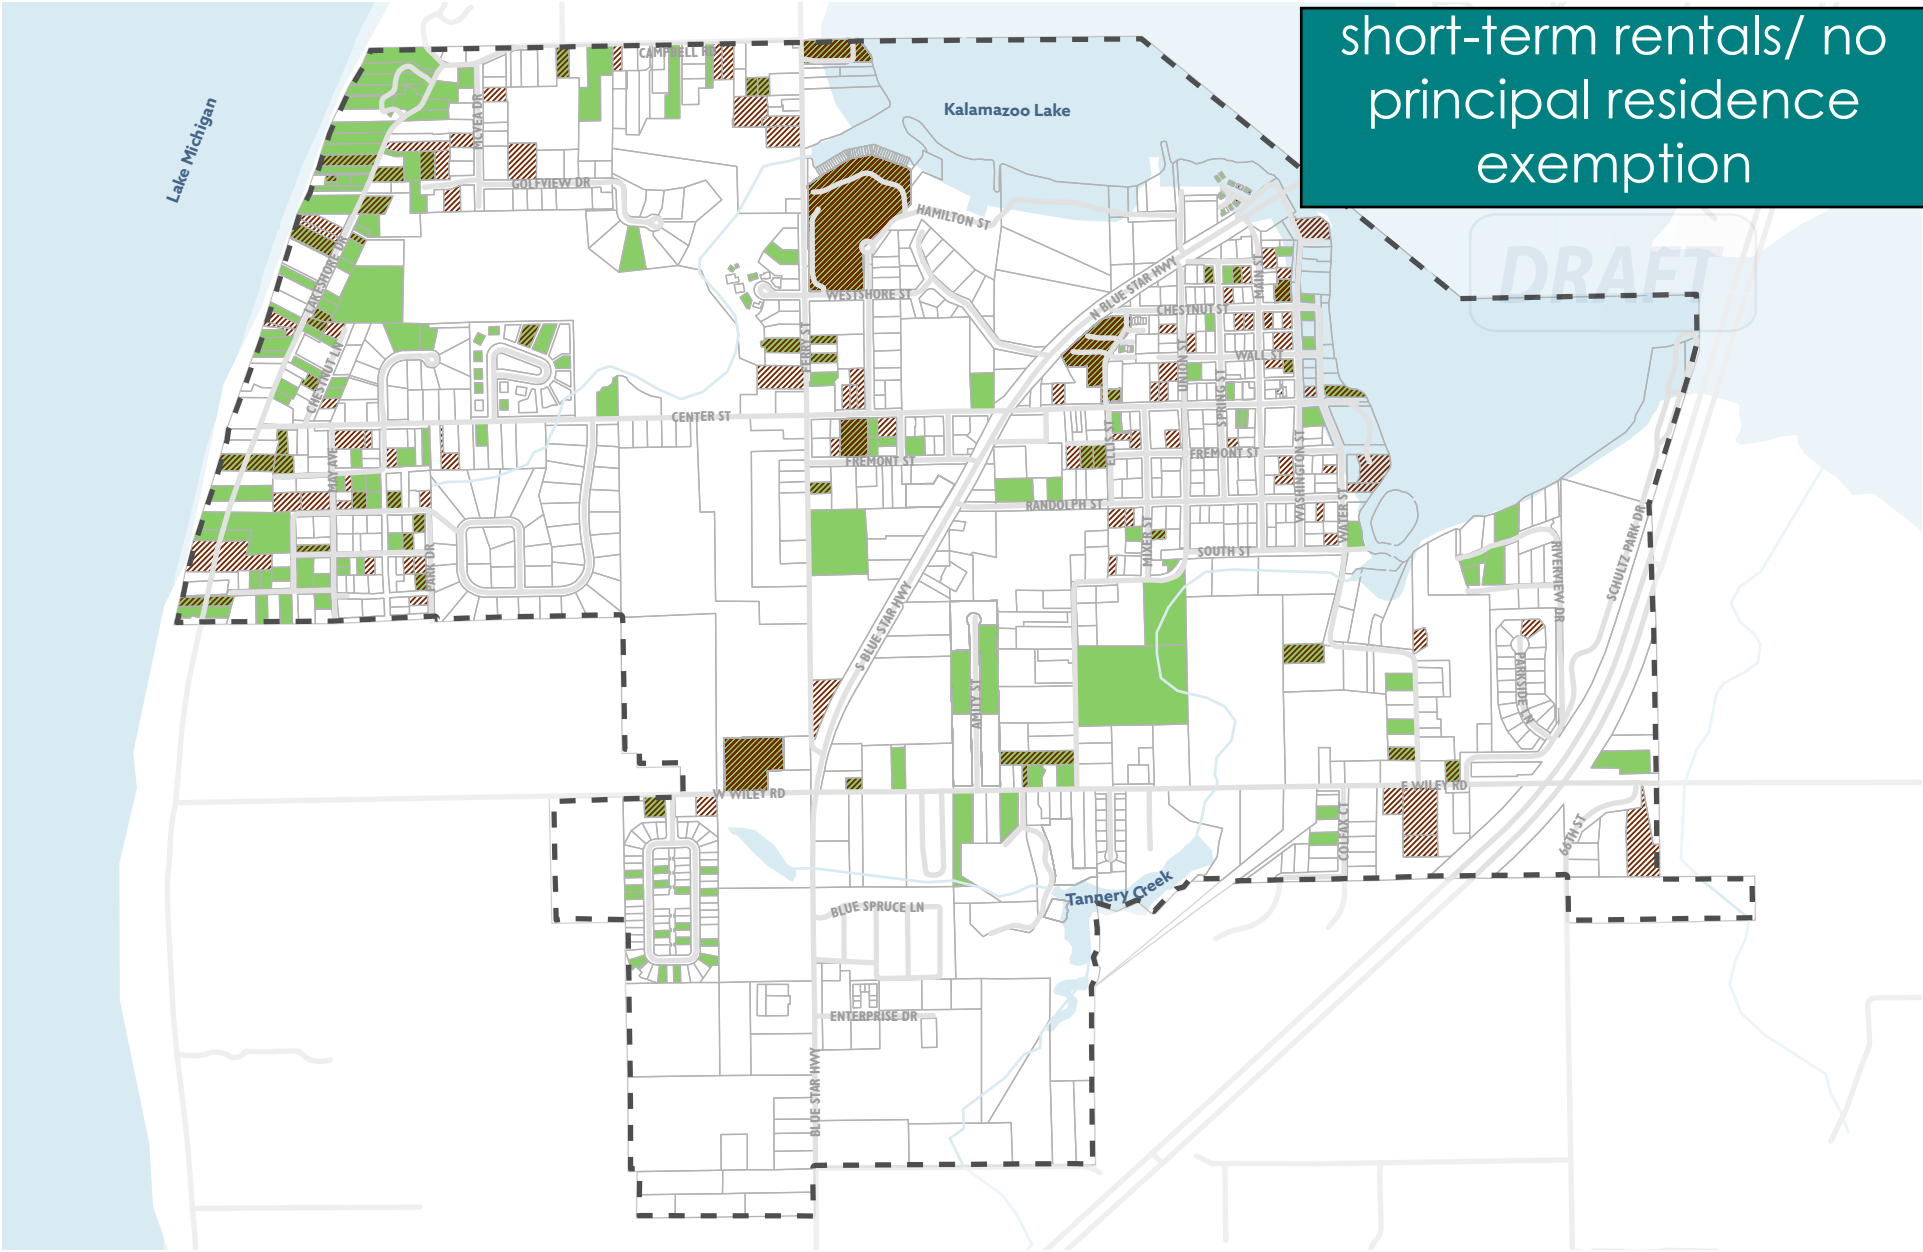 short-term rentals/ no
principal residence
exemption
DRAFT
Lake Michigan
Kalamazoo Lake
CAMPBELL RD
MCVEA DR
GOLFVIEW DR
HAMILTON ST
LAKESHORE DR
WESTSHORE ST
N BLUE STAR HWY
MAIN ST
CHESTNUT ST
FERRY ST
CHESTNUT LN
WALL ST
UNION ST
SPRING ST
CENTER ST
ELLIS ST
FREMONT ST
FREMONT ST
MAY AVE
WASHINGTON ST
WATER ST
RANDOLPH ST
MIXER ST
SOUTH ST
PARK DR
RIVERVIEW DR
SCHULTZ PARK DR
S BLUE STAR HWY
PARKSIDE LN
AMITY ST
W WILEY RD
E WILEY RD
COLFAX CT
66TH ST
Tannery Creek
BLUE SPRUCE LN
ENTERPRISE DR
BLUE STAR HWY